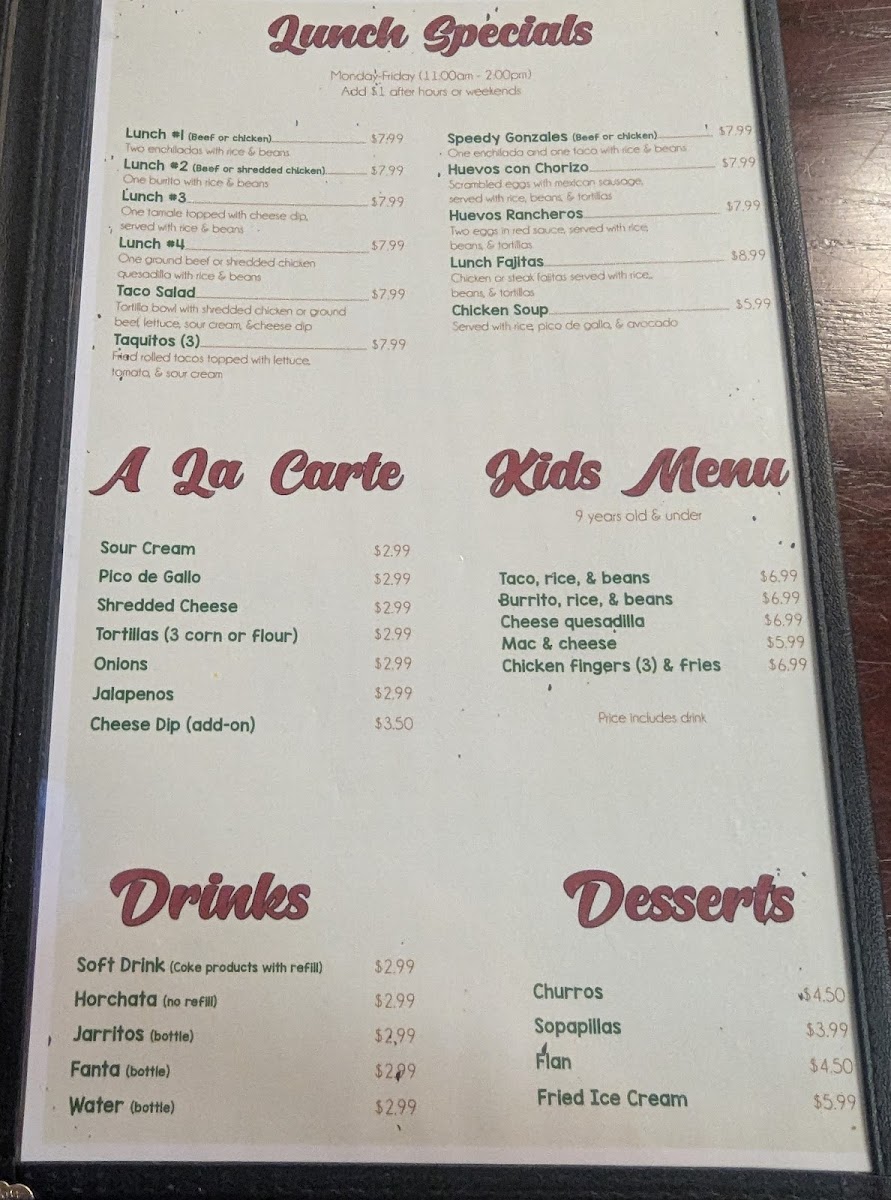 Lunch Specials
Monday-Friday (11:00am - 2:00pm)
Add $1 after hours or weekends
Lunch #1 (Beef or chicken) $7.99
Two enchiladas with rice & beans
Lunch #2 (Beef or shredded chicken) $7.99
One burrito with rice & beans
Lunch #3 $7.99
One tamale topped with cheese dip,
served with rice & beans
Lunch #4 $7.99
One ground beef or shredded chicken
quesadilla with rice & beans
Taco Salad $7.99
Tortilla bowl with shredded chicken or ground
beef, lettuce, sour cream, &cheese dip
Taquitos (3) $7.99
Fried rolled tacos topped with lettuce,
tomato, & sour cream
Speedy Gonzales (Beef or chicken) $7.99
One enchilada and one taco with rice & beans
Huevos con Chorizo $7.99
Scrambled eggs with mexican sausage,
served with rice, beans, & tortillas
Huevos Rancheros $7.99
Two eggs in red sauce, served with rice,
beans, & tortillas
Lunch Fajitas $8.99
Chicken or steak fajitas served with rice,
beans, & tortillas
Chicken Soup $5.99
Served with rice, pico de gallo, & avocado
A La Carte
Sour Cream $2.99
Pico de Gallo $2.99
Shredded Cheese $2.99
Tortillas (3 corn or flour) $2.99
Onions $2.99
Jalapenos $2.99
Cheese Dip (add-on) $3.50
Kids Menu
9 years old & under
Taco, rice, & beans $6.99
Burrito, rice, & beans $6.99
Cheese quesadilla $6.99
Mac & cheese $5.99
Chicken fingers (3) & fries $6.99
Price includes drink
Drinks
Soft Drink (Coke products with refill) $2.99
Horchata (no refill) $2.99
Jarritos (bottle) $2.99
Fanta (bottle) $2.99
Water (bottle) $2.99
Desserts
Churros $4.50
Sopapillas $3.99
Flan $4.50
Fried Ice Cream $5.99